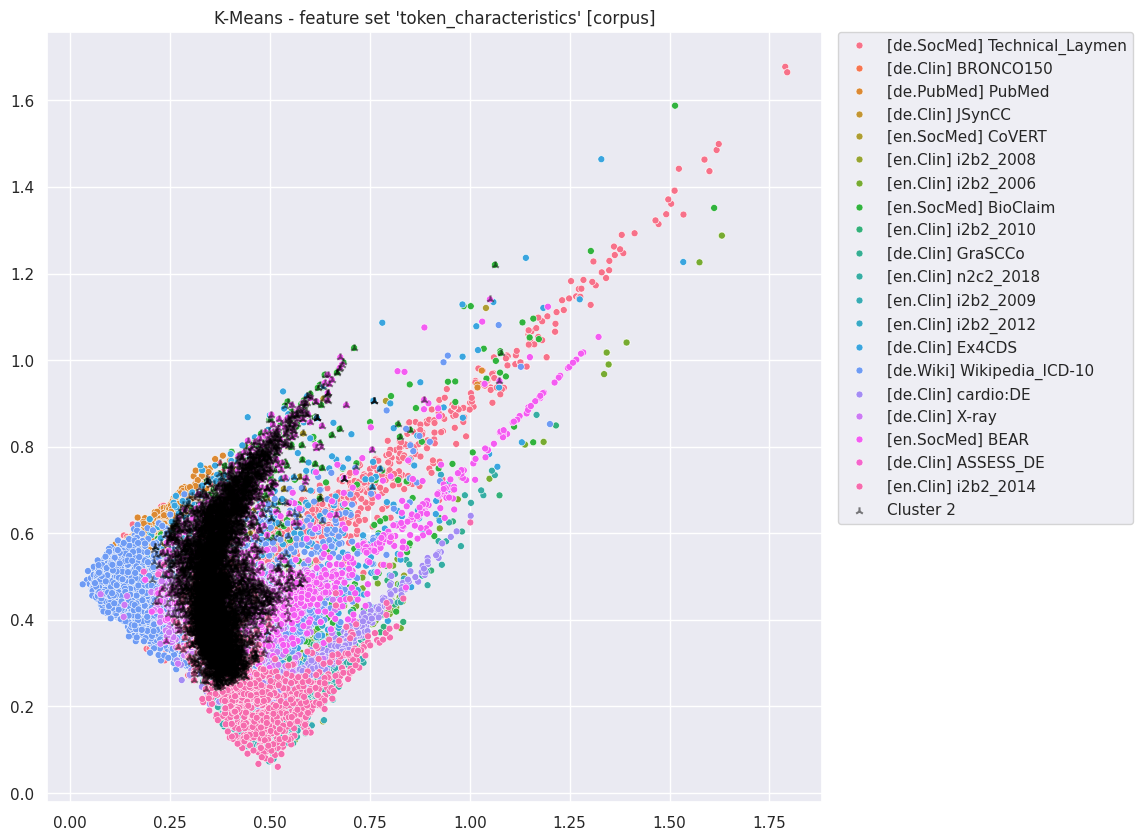 K-Means - feature set 'token_characteristics' [corpus]
1.6
1.4
1.2
1.0
0.8
0.6
0.4
0.2
0.0
0.00 0.25 0.50 0.75 1.00 1.25 1.50 1.75
[de.SocMed] Technical_Laymen
[de.Clin] BRONCO150
[de.PubMed] PubMed
[de.Clin] JSynCC
[en.SocMed] CoVERT
[en.Clin] i2b2_2008
[en.Clin] i2b2_2006
[en.SocMed] BioClaim
[en.Clin] i2b2_2010
[de.Clin] GraSCCo
[en.Clin] n2c2_2018
[en.Clin] i2b2_2009
[en.Clin] i2b2_2012
[de.Clin] Ex4CDS
[de.Wiki] Wikipedia_ICD-10
[de.Clin] cardio:DE
[de.Clin] X-ray
[en.SocMed] BEAR
[de.Clin] ASSESS_DE
[en.Clin] i2b2_2014
Cluster 2